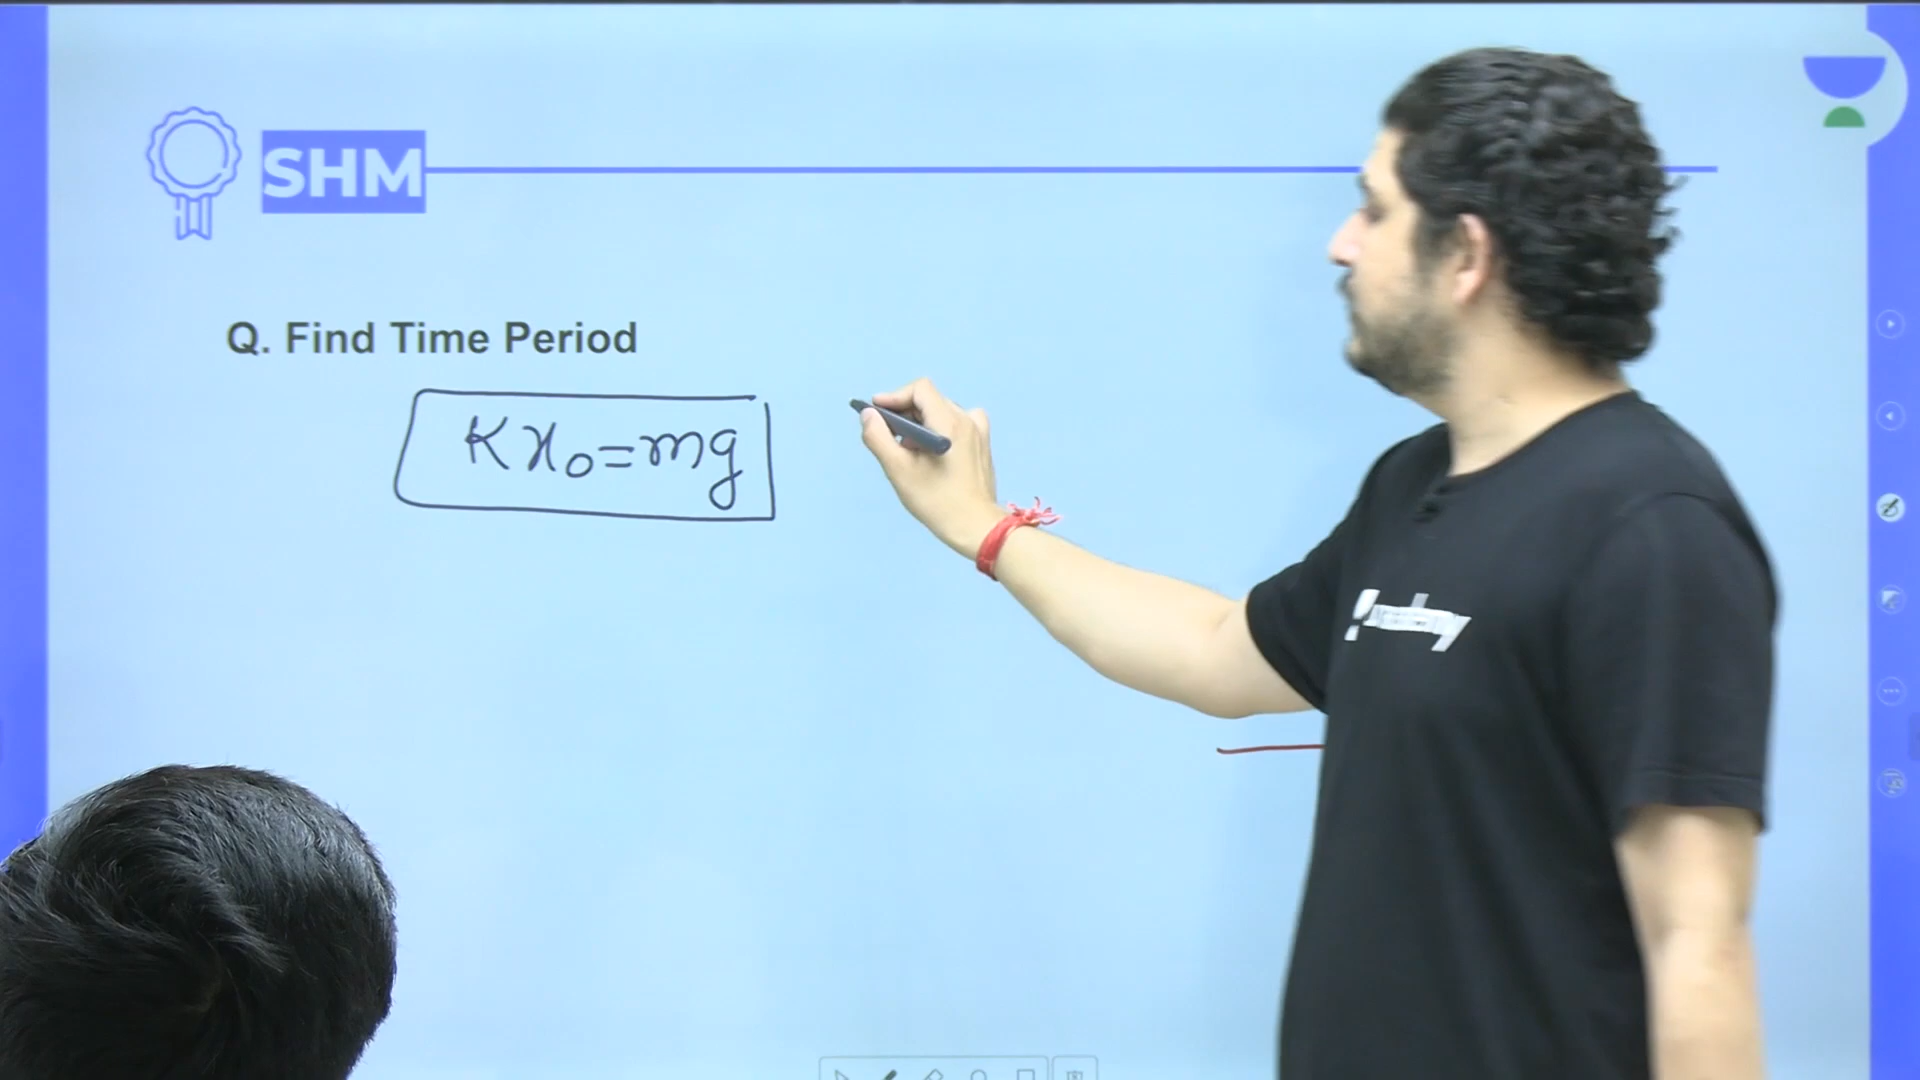 SHM
Q. Find Time Period
Kx₀=mg